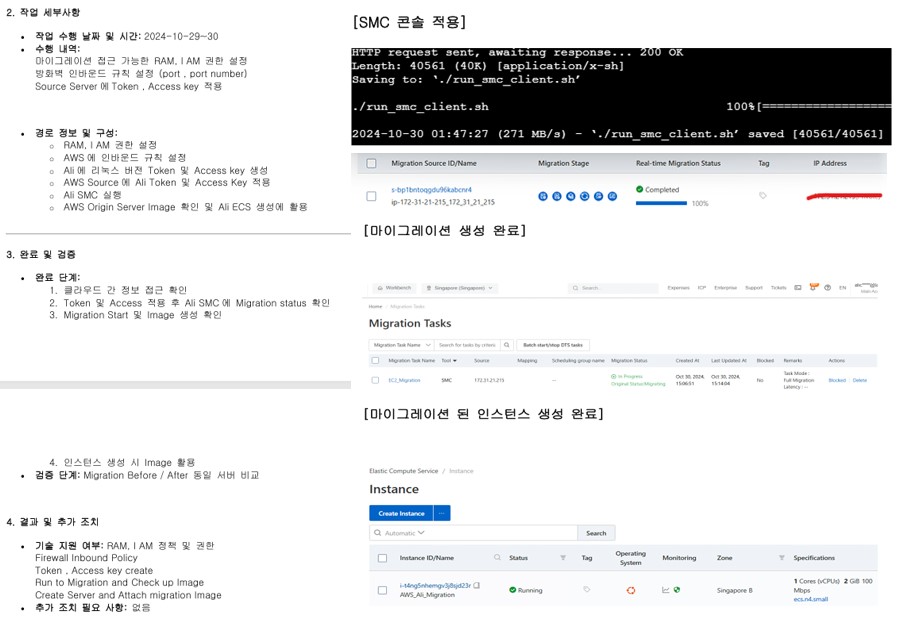 2. 작업 세부사항
• 작업 수행 날짜 및 시간: 2024-10-29~30
• 수행 내역:
마이그레이션 접근 가능한 RAM, I AM 권한 설정
방화벽 인바운드 규칙 설정 (port , port number)
Source Server 에 Token , Access key 적용
• 경로 정보 및 구성:
○ RAM, I AM 권한 설정
○ AWS 에 인바운드 규칙 설정
○ Ali 에 리눅스 버전 Token 및 Access key 생성
○ AWS Source 에 Ali Token 및 Access Key 적용
○ Ali SMC 실행
○ AWS Origin Server Image 확인 및 Ali ECS 생성에 활용
3. 완료 및 검증
• 완료 단계:
1. 클라우드 간 정보 접근 확인
2. Token 및 Access 적용 후 Ali SMC 에 Migration status 확인
3. Migration Start 및 Image 생성 확인
4. 인스턴스 생성 시 Image 활용
• 검증 단계: Migration Before / After 동일 서버 비교
4. 결과 및 추가 조치
• 기술 지원 여부: RAM, I AM 정책 및 권한
Firewall Inbound Policy
Token , Access key create
Run to Migration and Check up Image
Create Server and Attach migration Image
• 추가 조치 필요 사항: 없음
[SMC 콘솔 적용]
HTTP request sent, awaiting response... 200 OK
Length: 40561 (40K) [application/x-sh]
Saving to: ‘./run_smc_client.sh’
./run_smc_client.sh 100%[====================
2024-10-30 01:47:27 (271 MB/s) - ‘./run_smc_client.sh’ saved [40561/40561]
Migration Source ID/Name Migration Stage Real-time Migration Status Tag IP Address
s-bp1bntoqgdu96kabcnr4 Completed
ip-172-31-21-215_172_31_21_215 100%
[마이그레이션 생성 완료]
Workbench Singapore (Singapore) Search... Expenses ICP Enterprise Support Tickets EN
Home › Migration Tasks
Migration Tasks
Migration Task Name Search for tasks by criteria Batch start/stop DTS tasks
Migration Task Name Tool Source Mapping Scheduling group name Migration Status Created At Last Updated At Blocked Remarks Actions
EC2_Migration SMC 172.31.21.215 -- In Progress Original Status:Migrating Oct 30, 2024, 15:06:51 Oct 30, 2024, 15:14:04 No Task Mode : Full Migration Latency : -- Blocked Delete
[마이그레이션 된 인스턴스 생성 완료]
Elastic Compute Service / Instance
Instance
Create Instance ...
Automatic Search
Instance ID/Name Status Tag Operating System Monitoring Zone Specifications
i-t4ng5nhemgv3j8sjd23r Running Singapore B 1 Cores (vCPUs) 2 GiB 100 Mbps
AWS_Ali_Migration ecs.n4.small